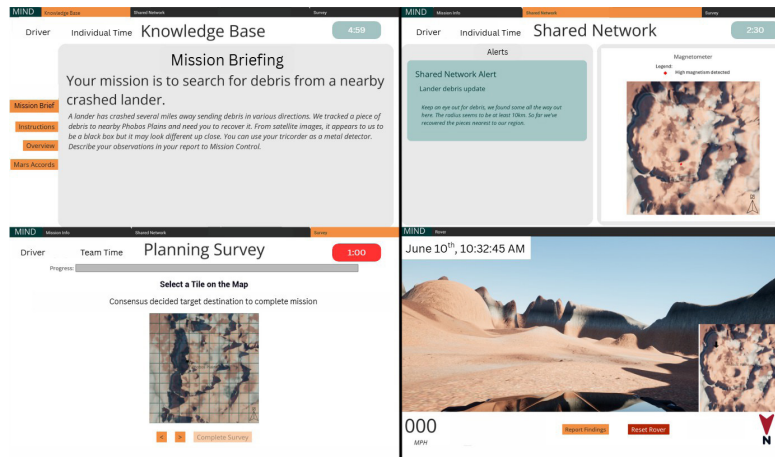 MIND Knowledge Base Shared Network Survey
Driver Individual Time Knowledge Base 4:59
Mission Briefing
Your mission is to search for debris from a nearby
crashed lander.
A lander has crashed several miles away sending debris in various directions. We tracked a piece of
debris to nearby Phobos Plains and need you to recover it. From satellite images, it appears to us to
be a black box but it may look different up close. You can use your tricorder as a metal detector.
Describe your observations in your report to Mission Control.
Mission Brief
Instructions
Overview
Mars Accords
MIND Mission Info Shared Network Survey
Driver Individual Time Shared Network 2:30
Alerts
Shared Network Alert
Lander debris update
Keep an eye out for debris, we found some all the way out
here. The radius seems to be at least 10km. So far we've
recovered the pieces nearest to our region.
Magnetometer
Legend:
High magnetism detected
MIND Mission Info Shared Network Survey
Driver Team Time Planning Survey 1:00
Progress:
Select a Tile on the Map
Consensus decided target destination to complete mission
< > Complete Survey
MIND Rover
June 10th, 10:32:45 AM
000
MPH
Report Findings Reset Rover
N